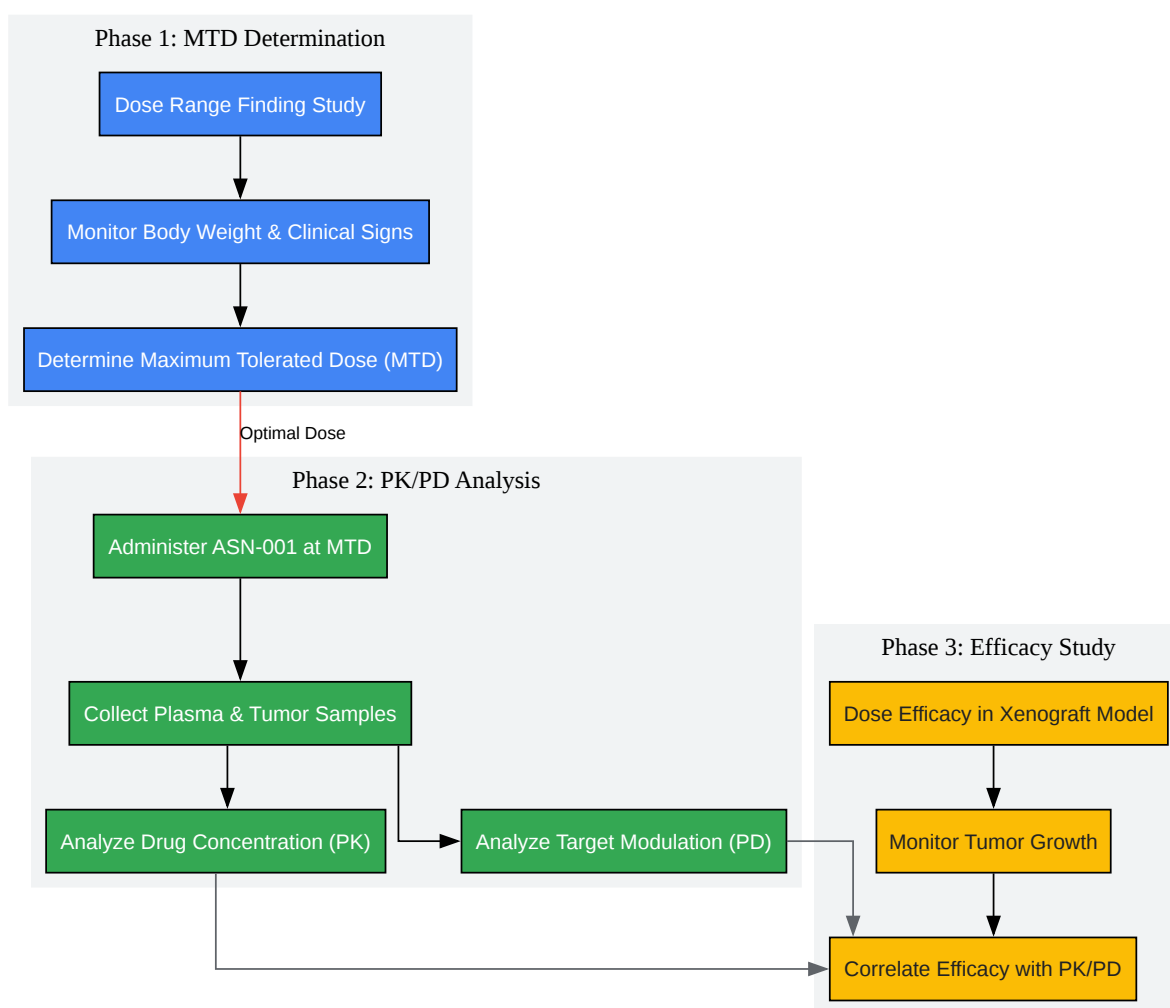 Phase 1: MTD Determination
Dose Range Finding Study
Monitor Body Weight & Clinical Signs
Determine Maximum Tolerated Dose (MTD)
Optimal Dose
Phase 2: PK/PD Analysis
Administer ASN-001 at MTD
Collect Plasma & Tumor Samples
Analyze Drug Concentration (PK)
Analyze Target Modulation (PD)
Phase 3: Efficacy Study
Dose Efficacy in Xenograft Model
Monitor Tumor Growth
Correlate Efficacy with PK/PD